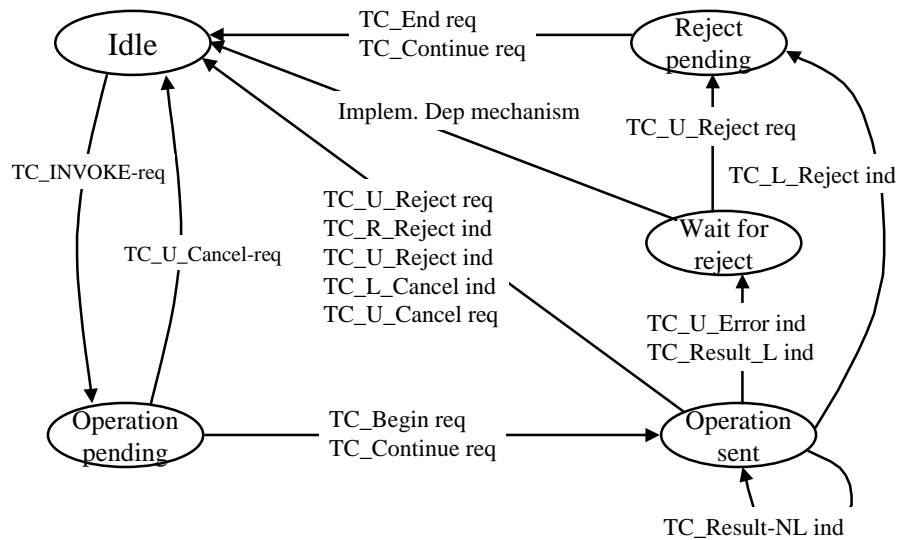 Idle
TC_End req
TC_Continue req
Reject
pending
Implem. Dep mechanism
TC_U_Reject req
TC_INVOKE-req
TC_L_Reject ind
TC_U_Reject req
TC_R_Reject ind
TC_U_Reject ind
TC_L_Cancel ind
TC_U_Cancel req
TC_U_Cancel-req
Wait for
reject
TC_U_Error ind
TC_Result_L ind
Operation
pending
TC_Begin req
TC_Continue req
Operation
sent
TC_Result-NL ind